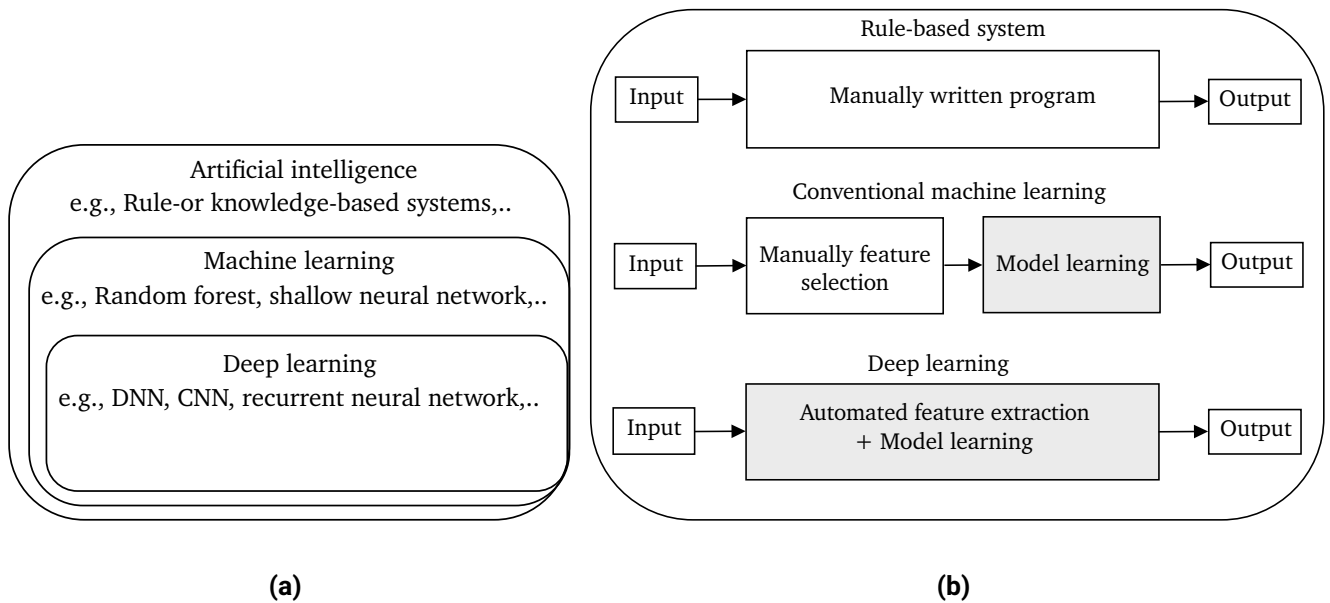 Artificial intelligence
e.g., Rule-or knowledge-based systems,..
Machine learning
e.g., Random forest, shallow neural network,..
Deep learning
e.g., DNN, CNN, recurrent neural network,..
(a)
Rule-based system
Input
Manually written program
Output
Conventional machine learning
Input
Manually feature
selection
Model learning
Output
Deep learning
Input
Automated feature extraction
+ Model learning
Output
(b)